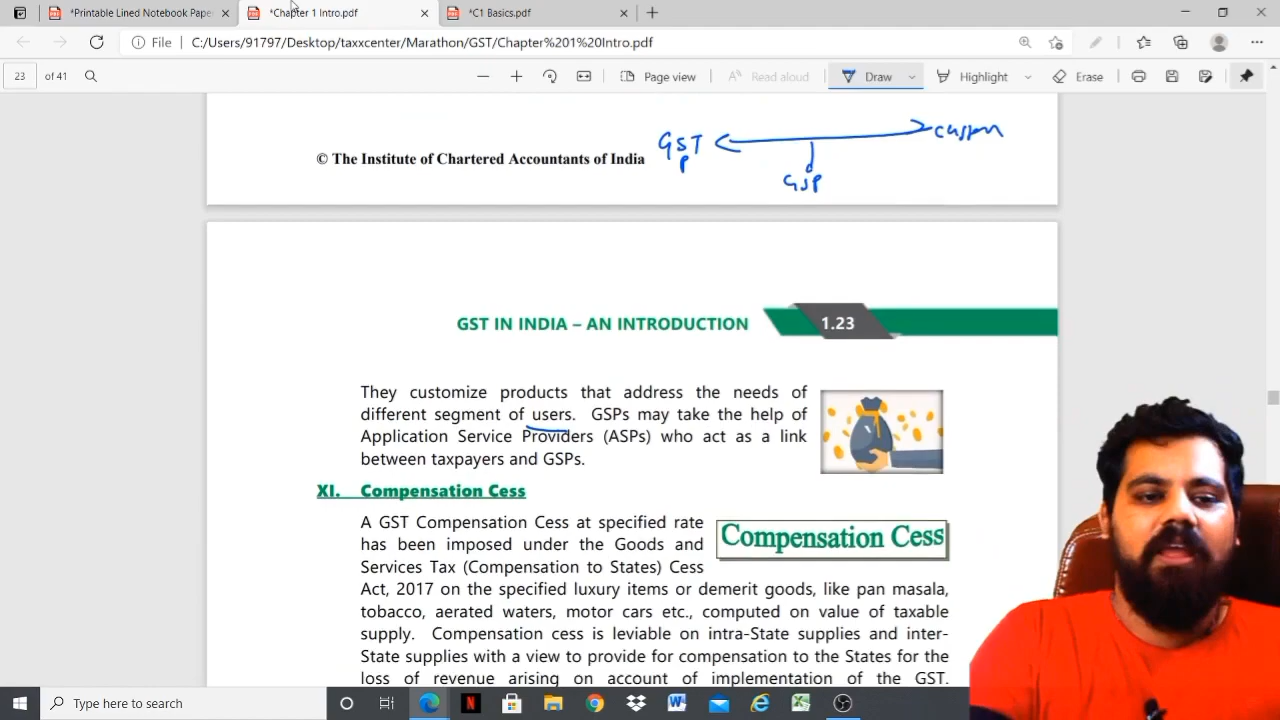 *Printable Lined Notebook Pape
*Chapter 1 Intro.pdf
*C1 Basics.pdf
File
C:/Users/91797/Desktop/taxxcenter/Marathon/GST/Chapter%201%20Intro.pdf
23 of 41
Page view
Read aloud
Draw
Highlight
Erase
© The Institute of Chartered Accountants of India
GST
P
GSP
GST IN INDIA – AN INTRODUCTION
1.23
They customize products that address the needs of
different segment of users. GSPs may take the help of
Application Service Providers (ASPs) who act as a link
between taxpayers and GSPs.
XI. Compensation Cess
A GST Compensation Cess at specified rate
has been imposed under the Goods and
Services Tax (Compensation to States) Cess
Compensation Cess
Act, 2017 on the specified luxury items or demerit goods, like pan masala,
tobacco, aerated waters, motor cars etc., computed on value of taxable
supply. Compensation cess is leviable on intra-State supplies and inter-
State supplies with a view to provide for compensation to the States for the
loss of revenue arising on account of implementation of the GST.
Type here to search